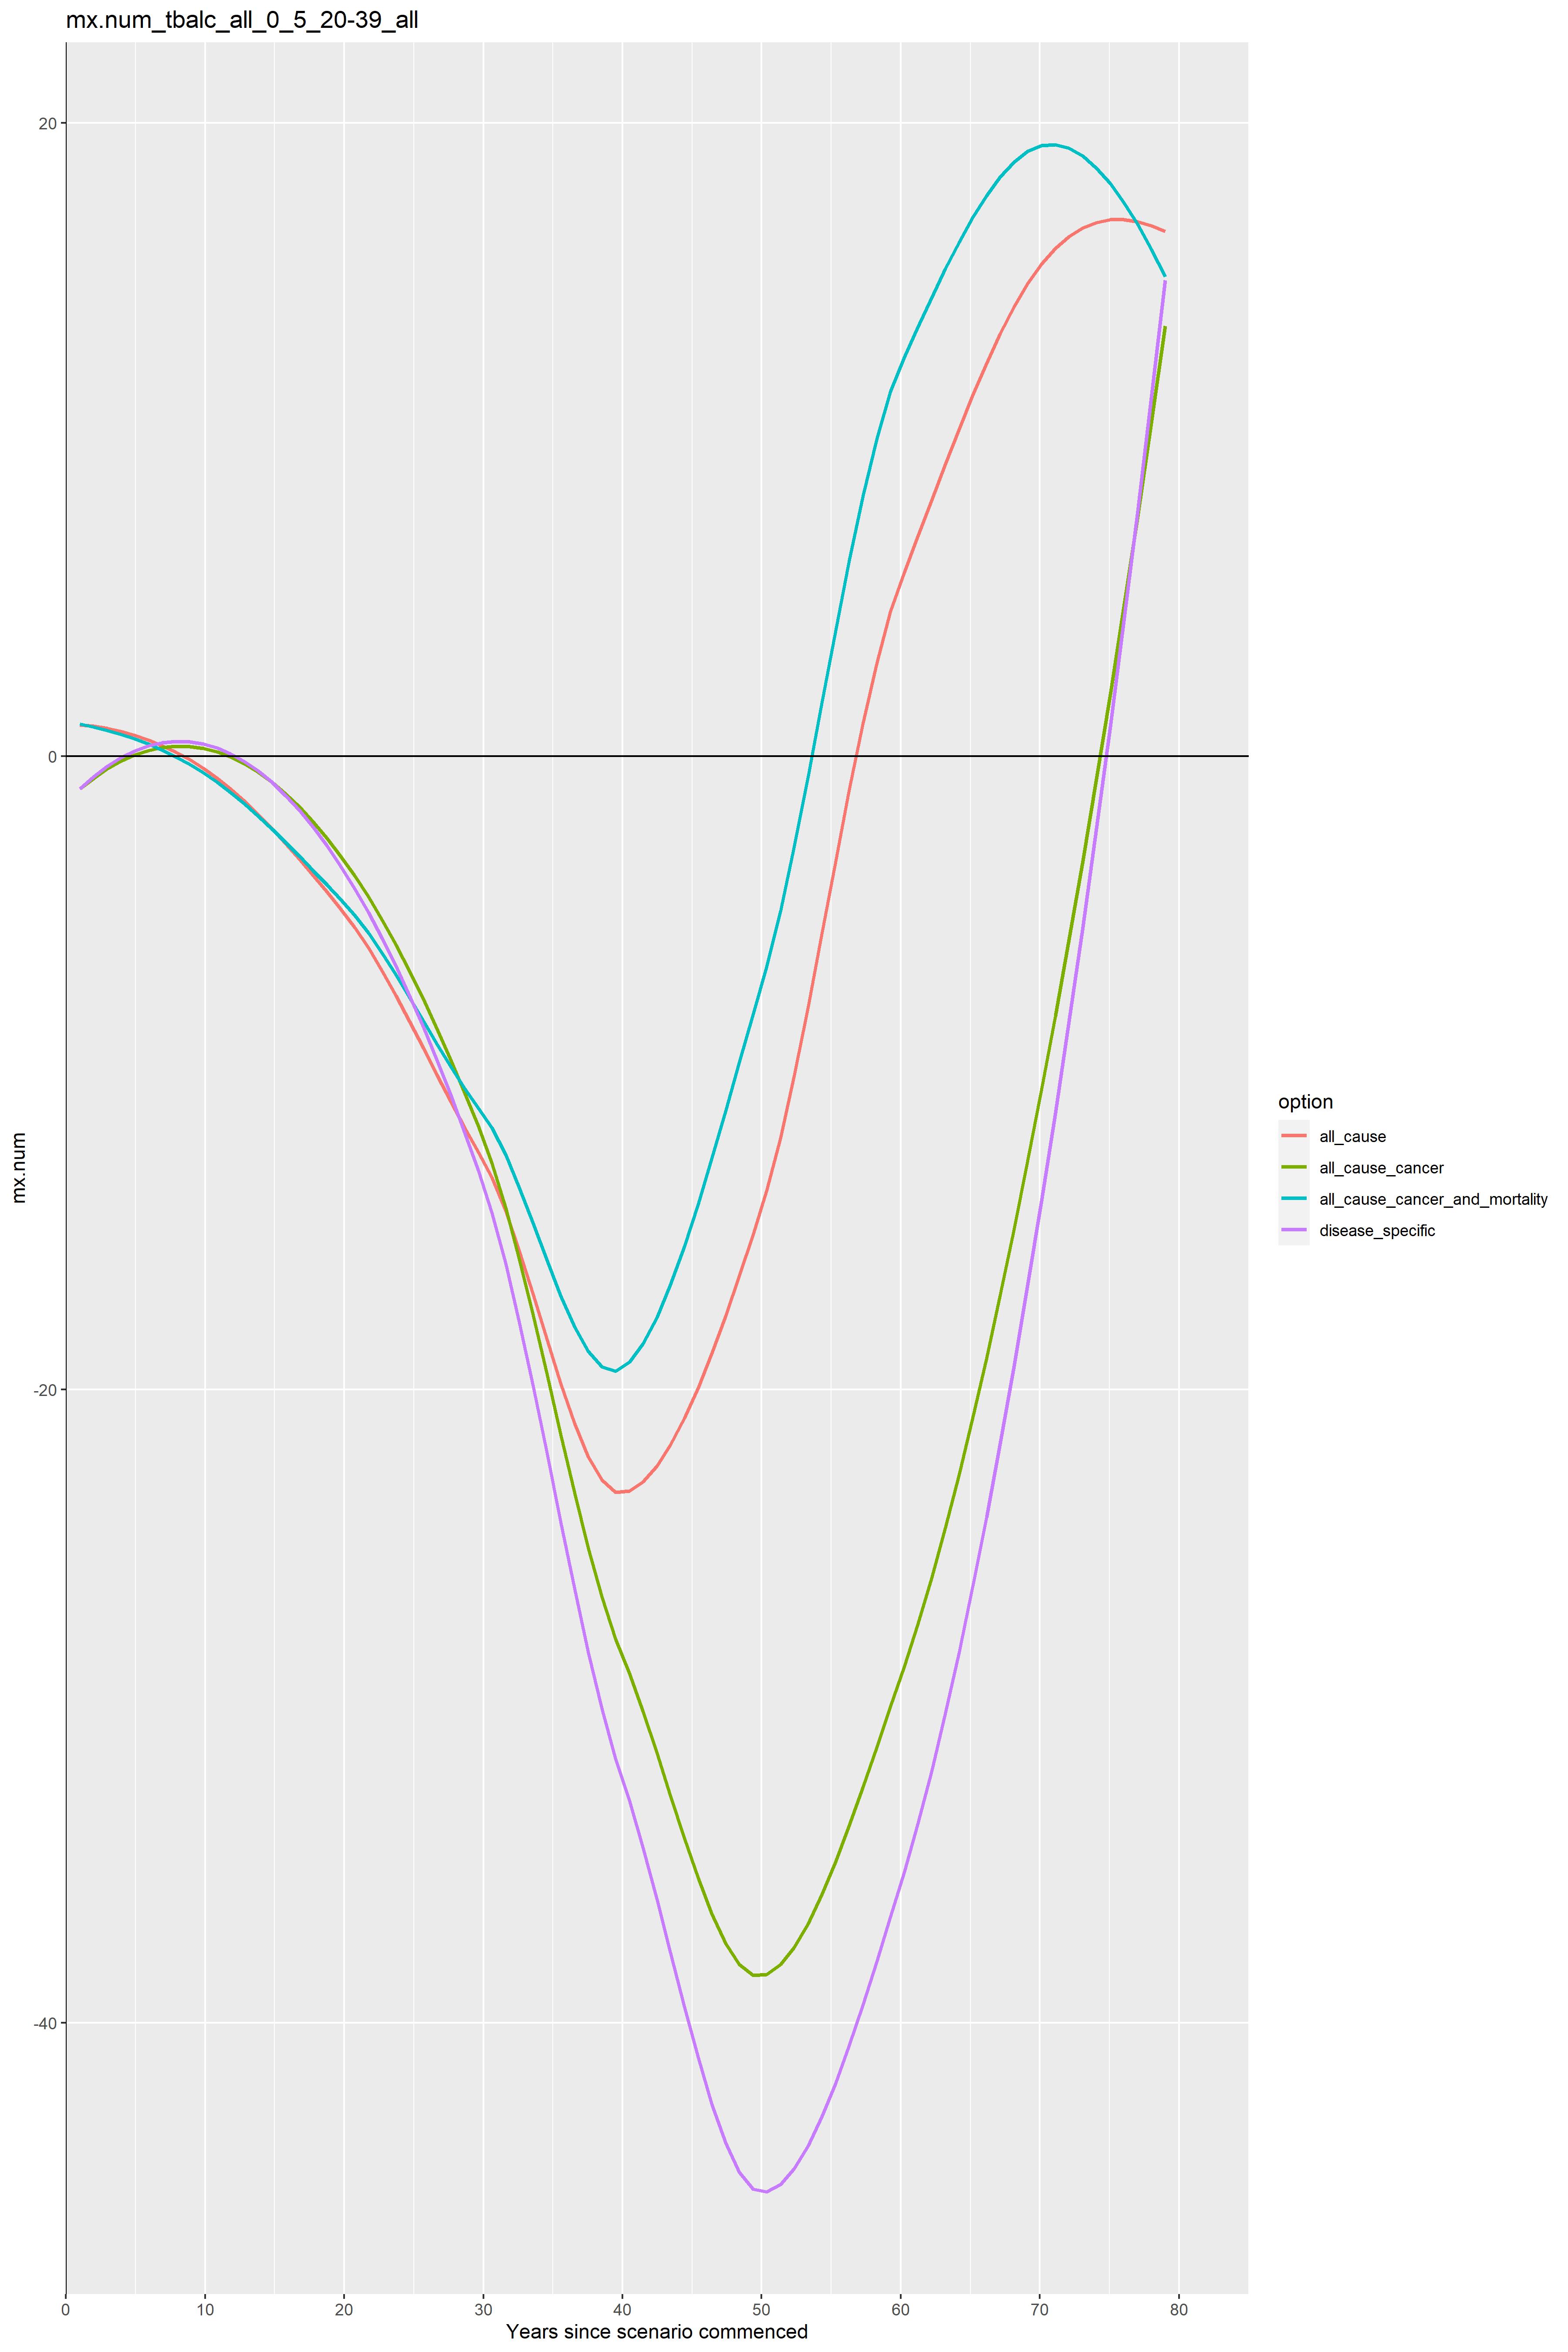 mx.num_tbalc_all_0_5_20-39_all
20
0
-20
-40
mx.num
0 10 20 30 40 50 60 70 80
Years since scenario commenced
option
all_cause
all_cause_cancer
all_cause_cancer_and_mortality
disease_specific